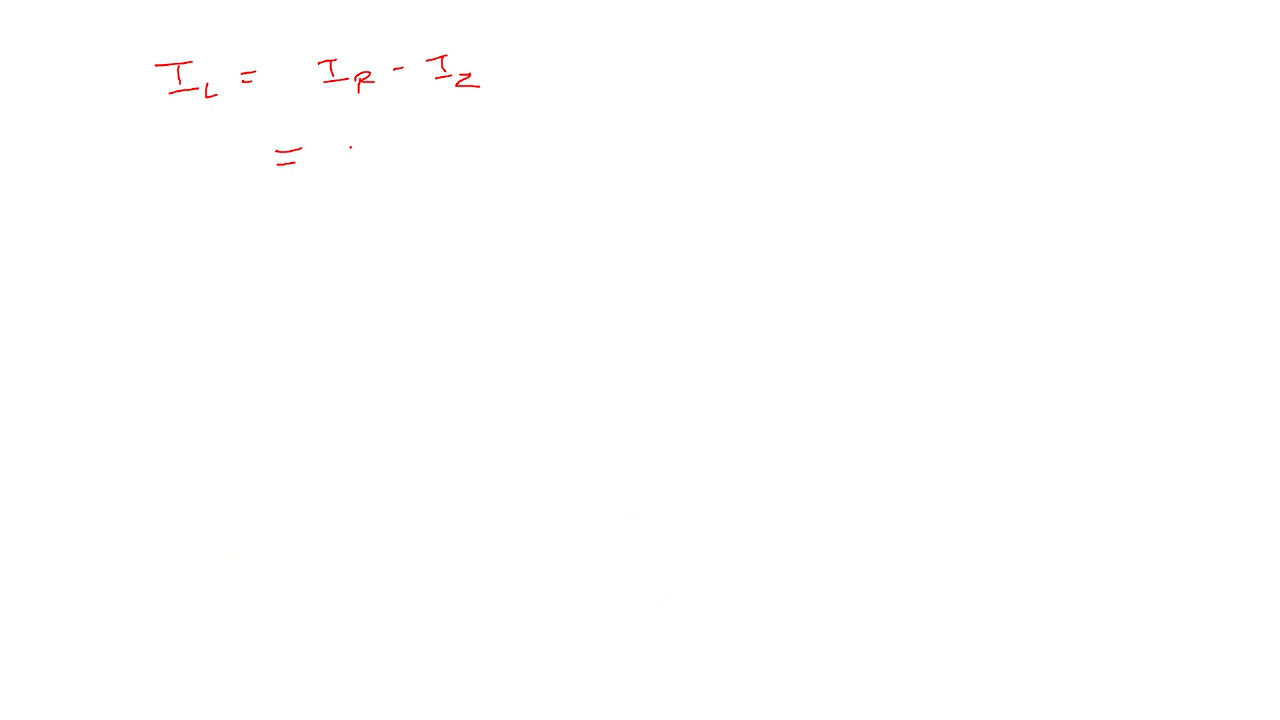 I_L = I_R - I_Z
=